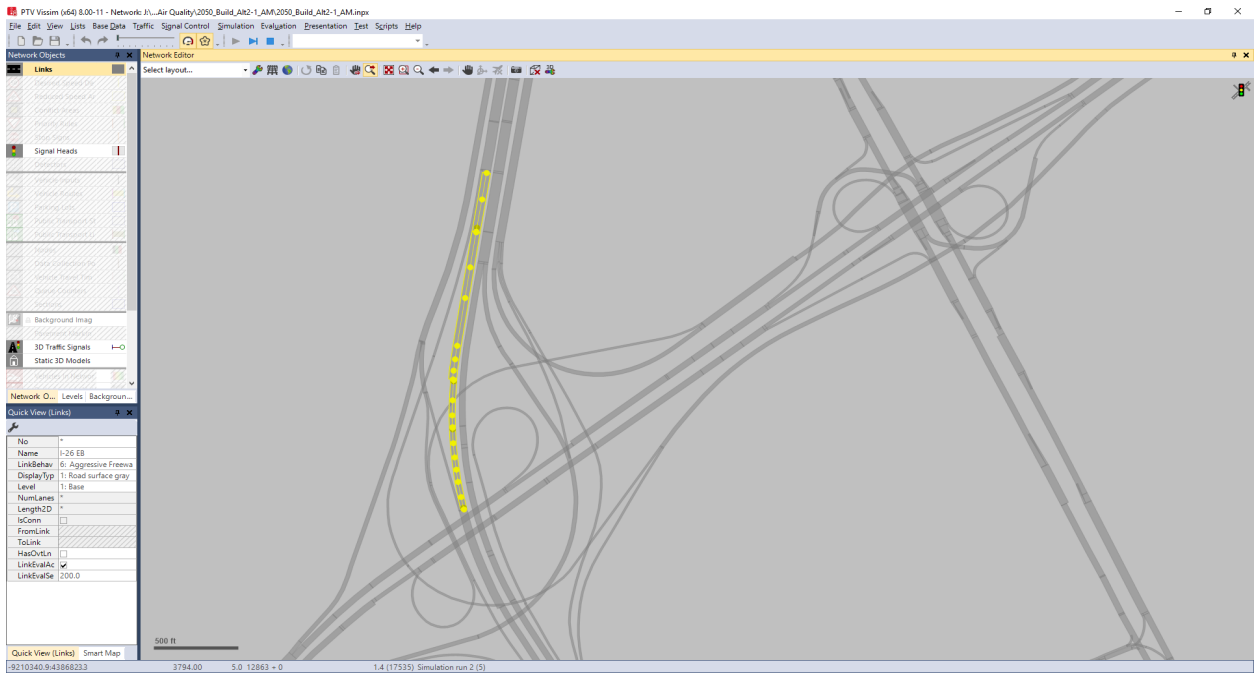 PTV Vissim (x64) 8.00-11 - Network: J:\...Air Quality\2050_Build_Alt2-1_AM\2050_Build_Alt2-1_AM.inpx
File Edit View Lists Base Data Traffic Signal Control Simulation Evaluation Presentation Test Scripts Help
Network Objects
Network Editor
Links
Select layout...
Signal Heads
Background Imag
3D Traffic Signals
Static 3D Models
Network O... Levels Backgroun...
Quick View (Links)
No *
Name I-26 EB
LinkBehav 6: Aggressive Freewa
DisplayTyp 1: Road surface gray
Level 1: Base
NumLanes *
Length2D *
IsConn
FromLink
ToLink
HasOvtLn
LinkEvalAc
LinkEvalSe 200.0
500 ft
Quick View (Links) Smart Map
-9210340.9:4386823.3 3794.00 5.0 12863 + 0 1.4 (17535) Simulation run 2 (5)